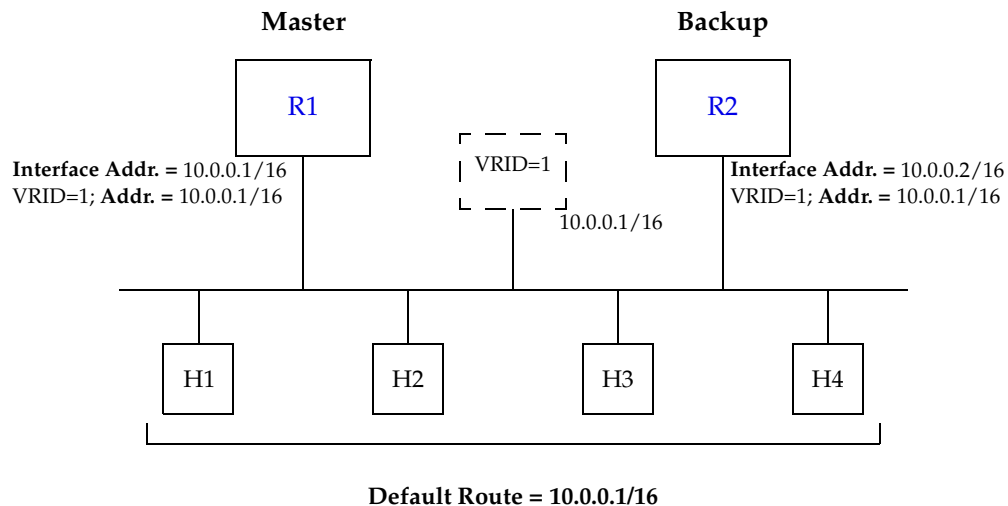 Master
Backup
R1
R2
Interface Addr. = 10.0.0.1/16
VRID=1; Addr. = 10.0.0.1/16
VRID=1
10.0.0.1/16
Interface Addr. = 10.0.0.2/16
VRID=1; Addr. = 10.0.0.1/16
H1
H2
H3
H4
Default Route = 10.0.0.1/16